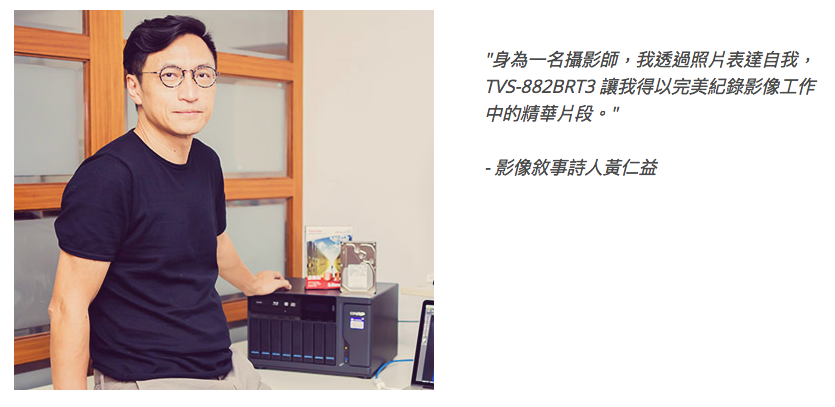 "身為一名攝影師，我透過照片表達自我，
TVS-882BRT3 讓我得以完美紀錄影像工作
中的精華片段。"
- 影像敘事詩人黃仁益